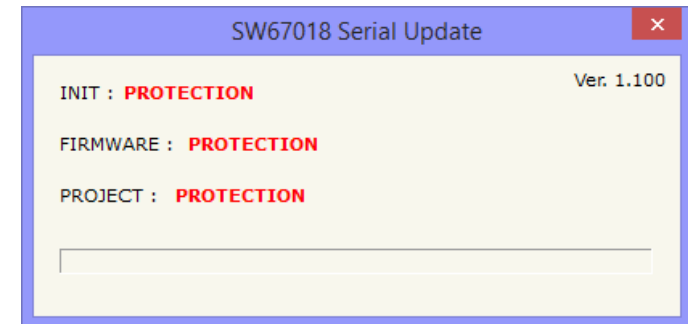 SW67018 Serial Update
Ver. 1.100
INIT : PROTECTION
FIRMWARE : PROTECTION
PROJECT : PROTECTION